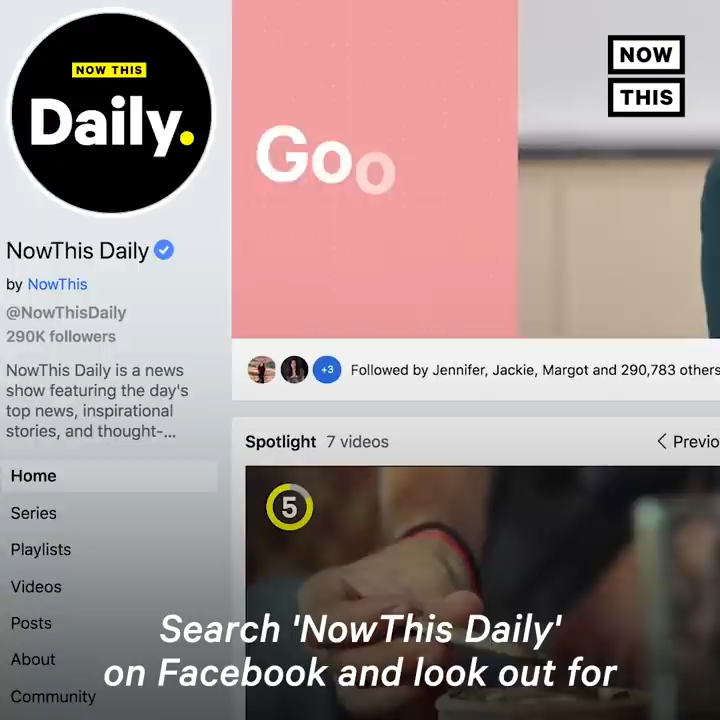 NOW THIS
Daily.
NowThis Daily
by NowThis
@NowThisDaily
290K followers
NowThis Daily is a news
show featuring the day's
top news, inspirational
stories, and thought-...
Home
Series
Playlists
Videos
Posts
About
Community
Goo
NOW
THIS
+3 Followed by Jennifer, Jackie, Margot and 290,783 others
Spotlight 7 videos
< Previo
5
Search 'NowThis Daily'
on Facebook and look out for